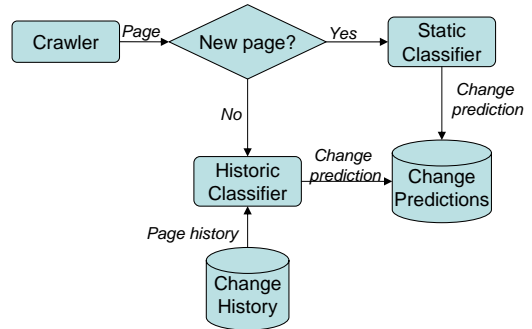 Crawler
Page
New page?
Yes
Static
Classifier
Change
prediction
No
Historic
Classifier
Change
prediction
Change
Predictions
Page history
Change
History